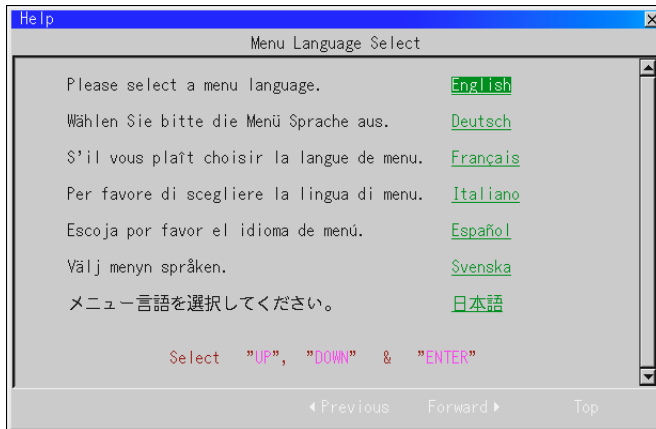 Help
Menu Language Select
Please select a menu language. English
Wählen Sie bitte die Menü Sprache aus. Deutsch
S'il vous plaît choisir la langue de menu. Français
Per favore di scegliere la lingua di menu. Italiano
Escoja por favor el idioma de menú. Español
Välj menyn språken. Svenska
メニュー言語を選択してください。 日本語
Select "UP", "DOWN" & "ENTER"
Previous Forward Top